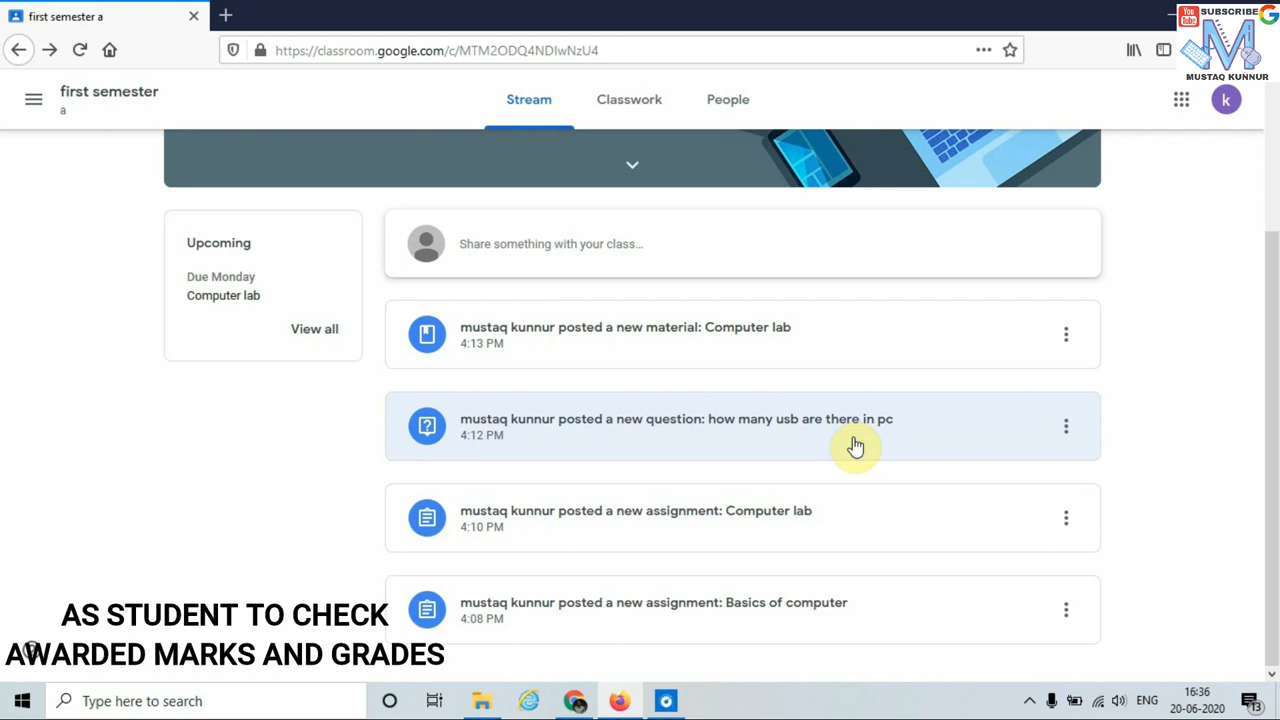 first semester a
https://classroom.google.com/c/MTM2ODQ4NDIwNzU4
You
Tube
SUBSCRIBE
G
M
MUSTAQ KUNNUR
first semester
a
Stream
Classwork
People
k
Upcoming
Due Monday
Computer lab
View all
Share something with your class...
mustaq kunnur posted a new material: Computer lab
4:13 PM
mustaq kunnur posted a new question: how many usb are there in pc
4:12 PM
mustaq kunnur posted a new assignment: Computer lab
4:10 PM
mustaq kunnur posted a new assignment: Basics of computer
4:08 PM
AS STUDENT TO CHECK
AWARDED MARKS AND GRADES
Type here to search
ENG
16:36
20-06-2020
13